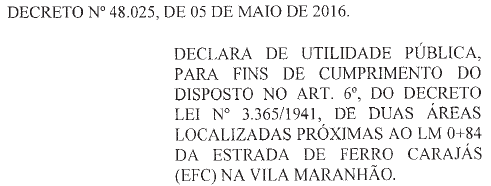 DECRETO Nº 48.025, DE 05 DE MAIO DE 2016.
DECLARA DE UTILIDADE PÚBLICA,
PARA FINS DE CUMPRIMENTO DO
DISPOSTO NO ART. 6º, DO DECRETO
LEI Nº 3.365/1941, DE DUAS ÁREAS
LOCALIZADAS PRÓXIMAS AO LM 0+84
DA ESTRADA DE FERRO CARAJÁS
(EFC) NA VILA MARANHÃO.